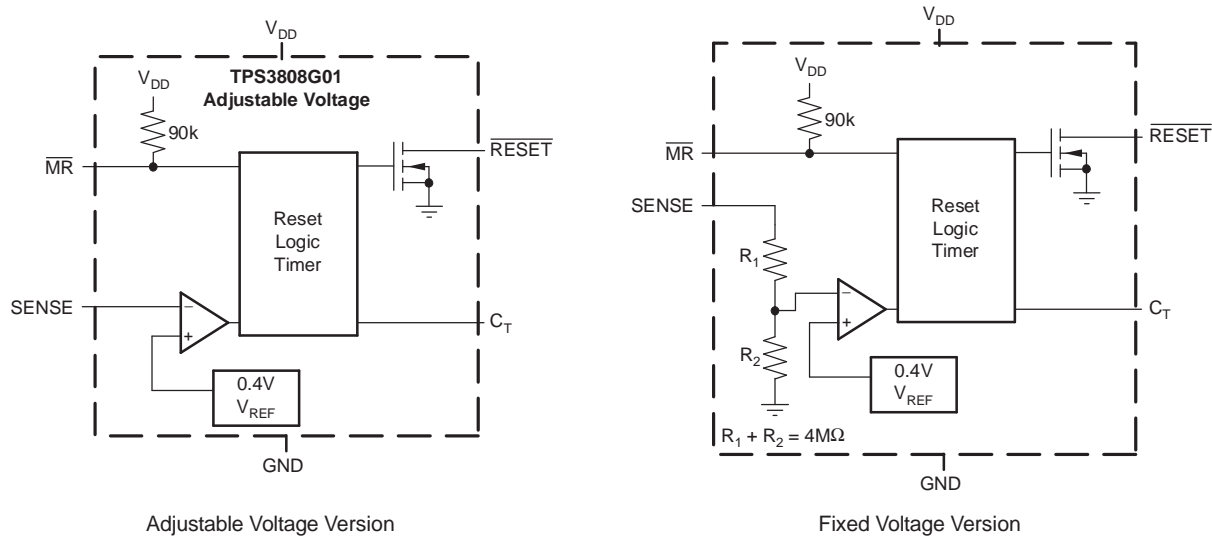 V_DD
V_DD
TPS3808G01
Adjustable Voltage
90k
MR
RESET
Reset
Logic
Timer
SENSE
−
+
C_T
0.4V
V_REF
GND
Adjustable Voltage Version
V_DD
V_DD
90k
MR
RESET
SENSE
R_1
Reset
Logic
Timer
−
+
C_T
R_2
0.4V
V_REF
R_1 + R_2 = 4MΩ
GND
Fixed Voltage Version